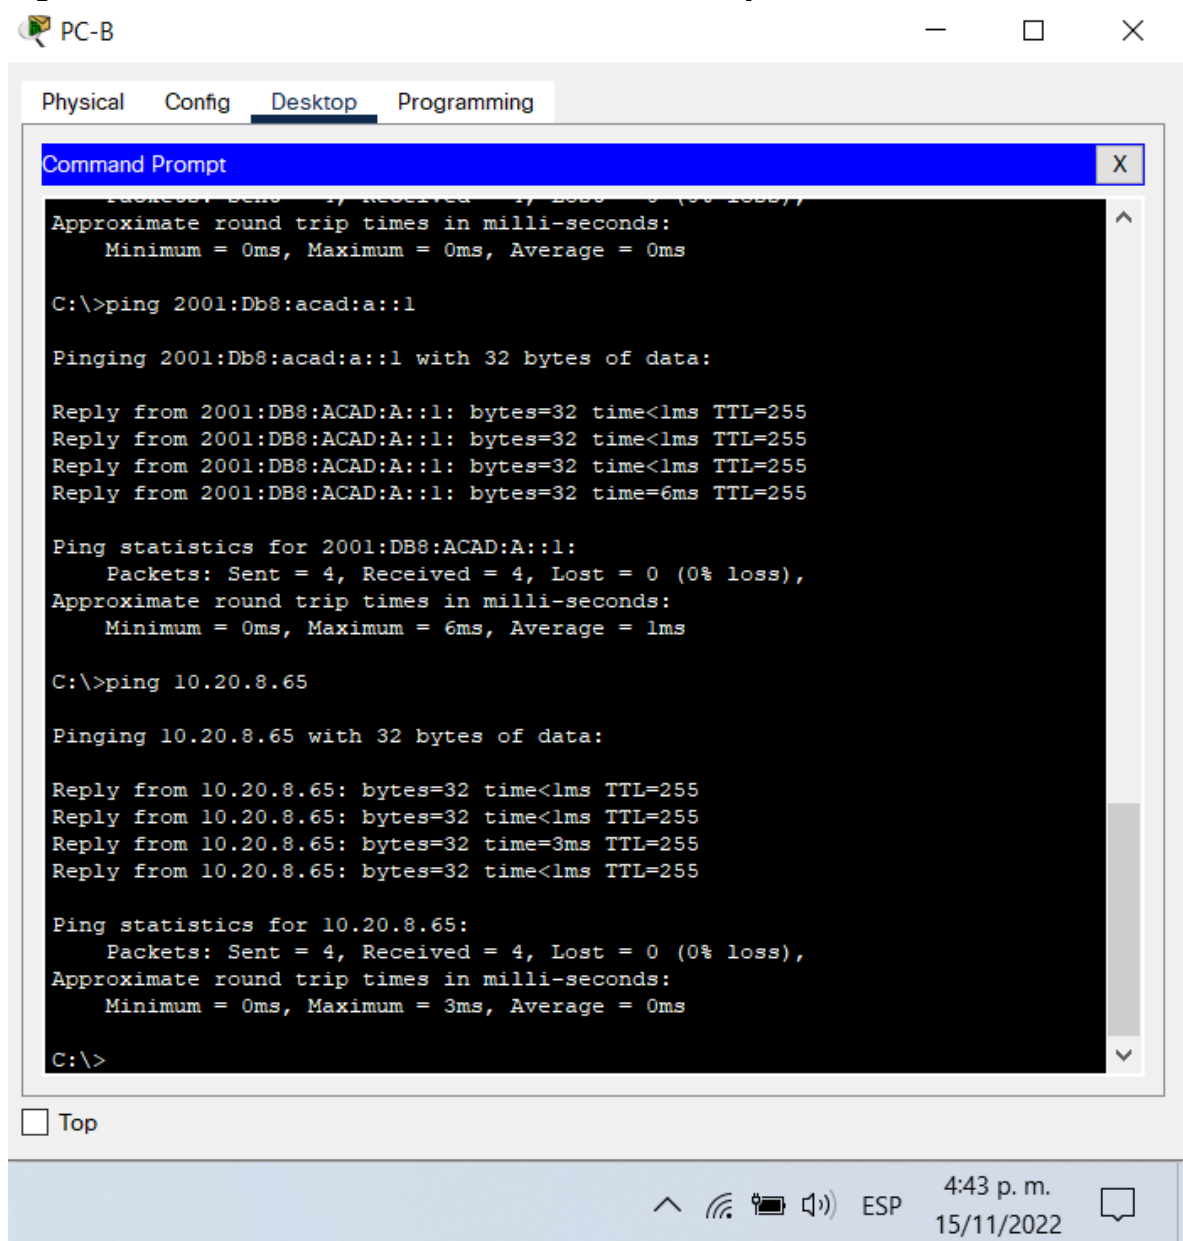 PC-B
Physical Config Desktop Programming
Command Prompt X
Packets: Sent = 4, Received = 4, Lost = 0 (0% loss),
Approximate round trip times in milli-seconds:
Minimum = 0ms, Maximum = 0ms, Average = 0ms
C:\>ping 2001:Db8:acad:a::1
Pinging 2001:Db8:acad:a::1 with 32 bytes of data:
Reply from 2001:DB8:ACAD:A::1: bytes=32 time<1ms TTL=255
Reply from 2001:DB8:ACAD:A::1: bytes=32 time<1ms TTL=255
Reply from 2001:DB8:ACAD:A::1: bytes=32 time<1ms TTL=255
Reply from 2001:DB8:ACAD:A::1: bytes=32 time=6ms TTL=255
Ping statistics for 2001:DB8:ACAD:A::1:
Packets: Sent = 4, Received = 4, Lost = 0 (0% loss),
Approximate round trip times in milli-seconds:
Minimum = 0ms, Maximum = 6ms, Average = 1ms
C:\>ping 10.20.8.65
Pinging 10.20.8.65 with 32 bytes of data:
Reply from 10.20.8.65: bytes=32 time<1ms TTL=255
Reply from 10.20.8.65: bytes=32 time<1ms TTL=255
Reply from 10.20.8.65: bytes=32 time=3ms TTL=255
Reply from 10.20.8.65: bytes=32 time<1ms TTL=255
Ping statistics for 10.20.8.65:
Packets: Sent = 4, Received = 4, Lost = 0 (0% loss),
Approximate round trip times in milli-seconds:
Minimum = 0ms, Maximum = 3ms, Average = 0ms
C:\>
Top
ESP
4:43 p. m.
15/11/2022